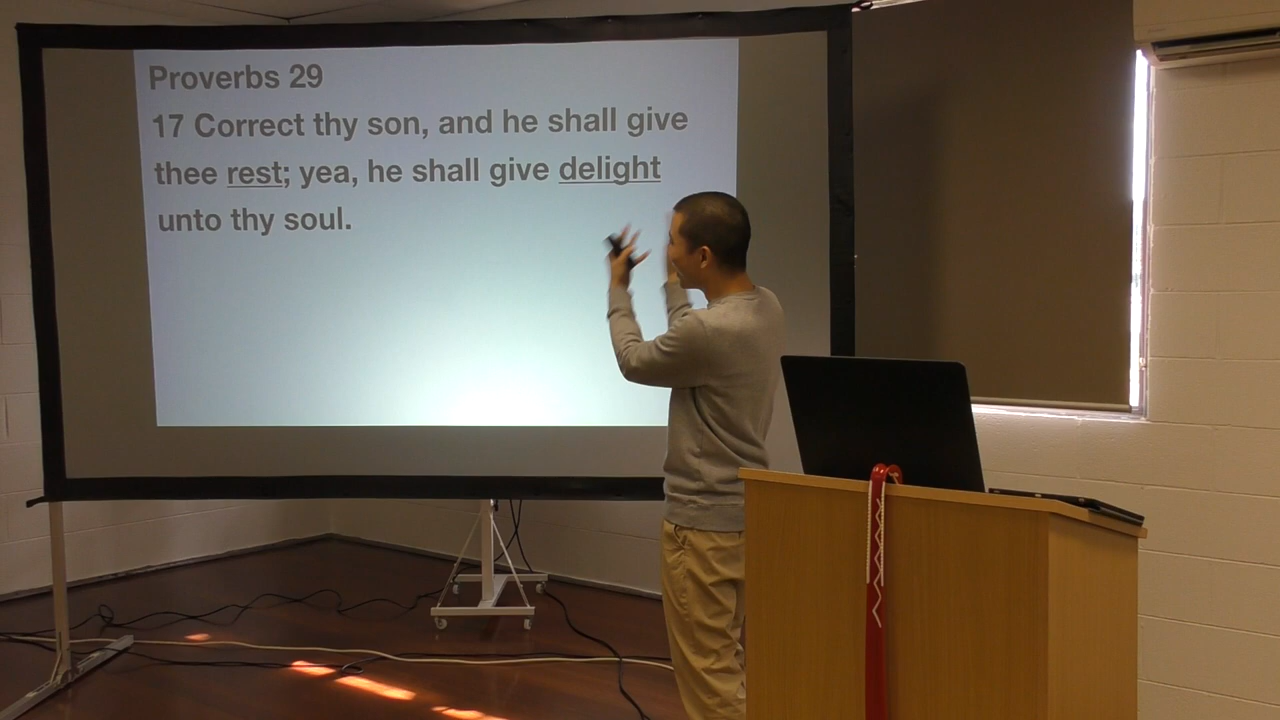 Proverbs 29
17 Correct thy son, and he shall give
thee rest; yea, he shall give delight
unto thy soul.